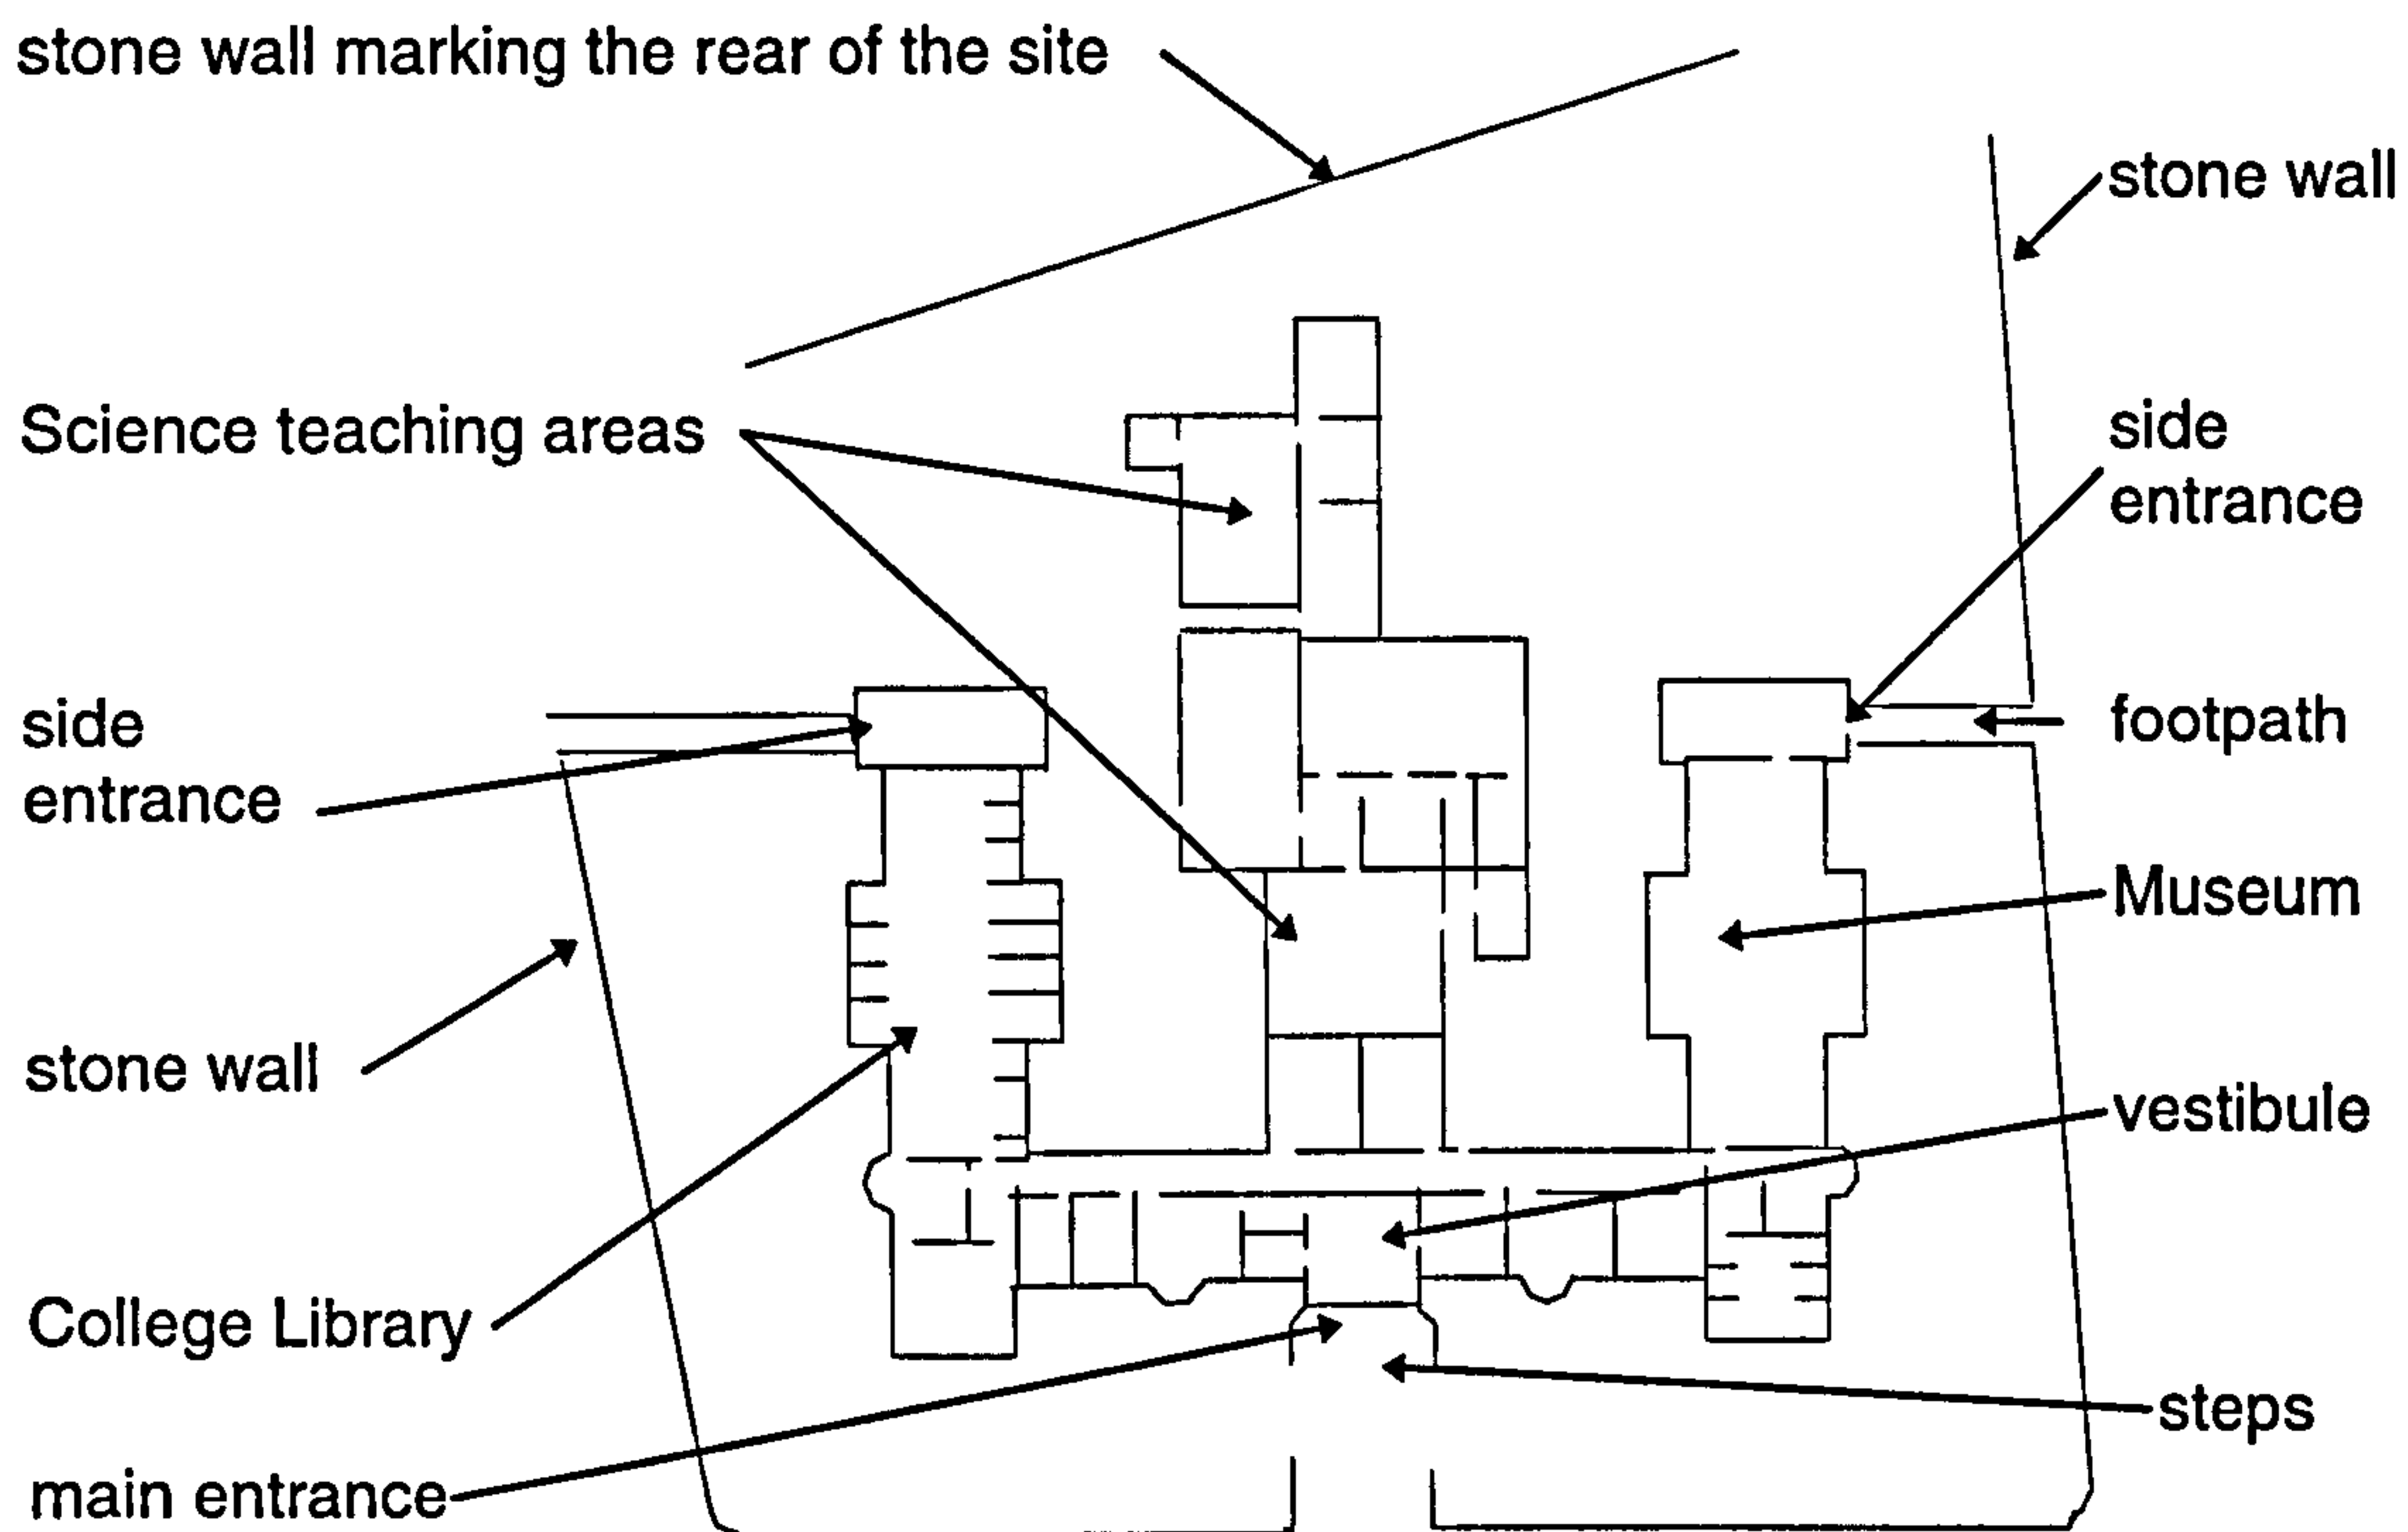 stone wall marking the rear of the site
stone wall
Science teaching areas
side
entrance
side
entrance
footpath
Museum
stone wall
vestibule
College Library
steps
main entrance